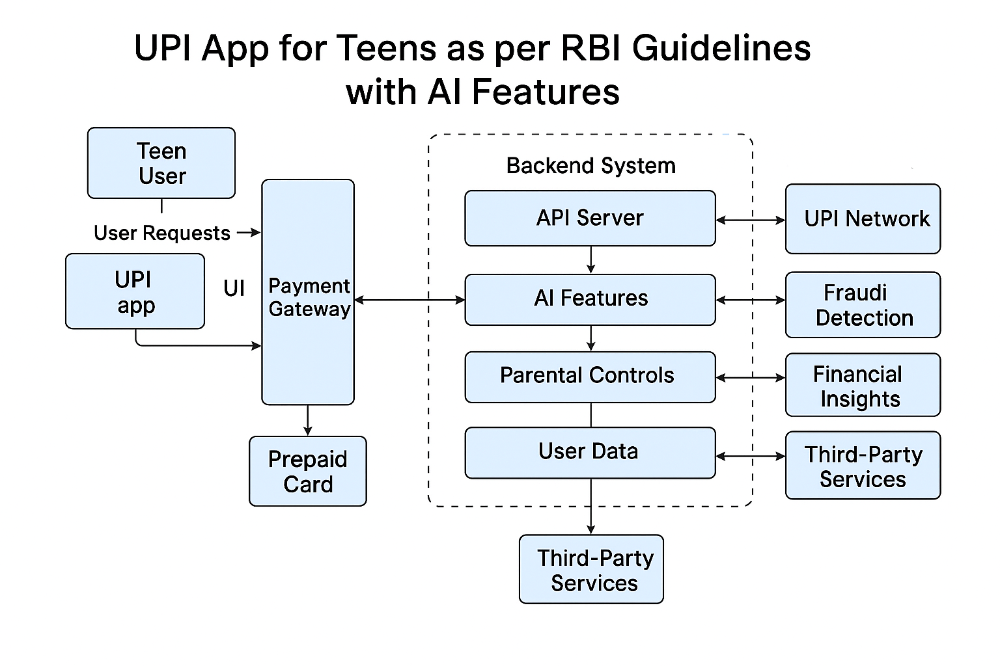 UPI App for Teens as per RBI Guidelines
with AI Features
Teen
User
User Requests
UPI
app
UI
Payment
Gateway
Prepaid
Card
Backend System
API Server
AI Features
Parental Controls
User Data
UPI Network
Fraudi
Detection
Financial
Insights
Third-Party
Services
Third-Party
Services